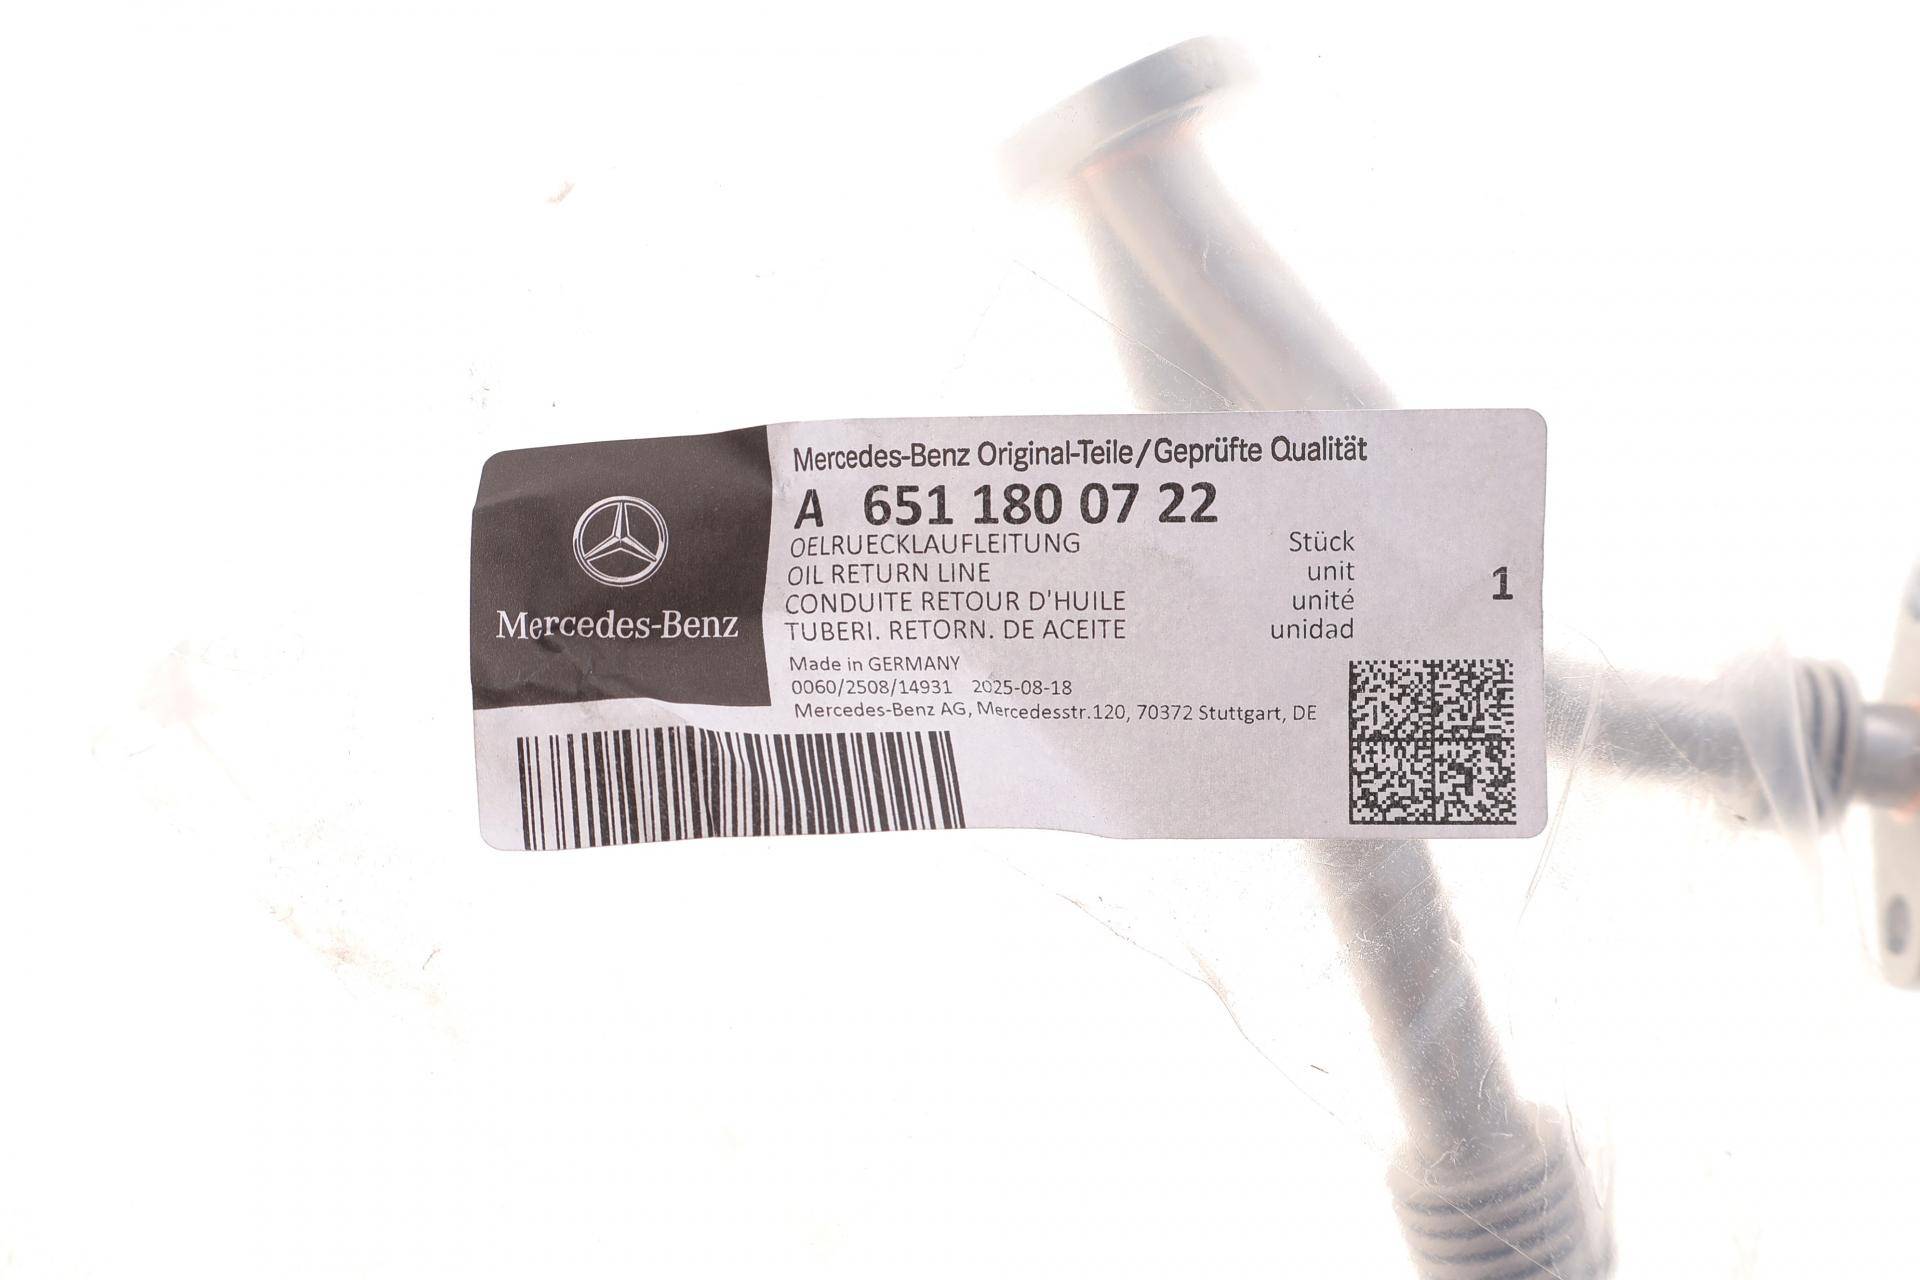 Mercedes-Benz Original-Teile/Geprüfte Qualität
A 651 180 07 22
OELRUECKLAUFLEITUNG Stück
OIL RETURN LINE unit
CONDUITE RETOUR D'HUILE unité
TUBERI. RETORN. DE ACEITE unidad
1
Made in GERMANY
0060/2508/14931 2025-08-18
Mercedes-Benz AG, Mercedesstr.120, 70372 Stuttgart, DE
Mercedes-Benz